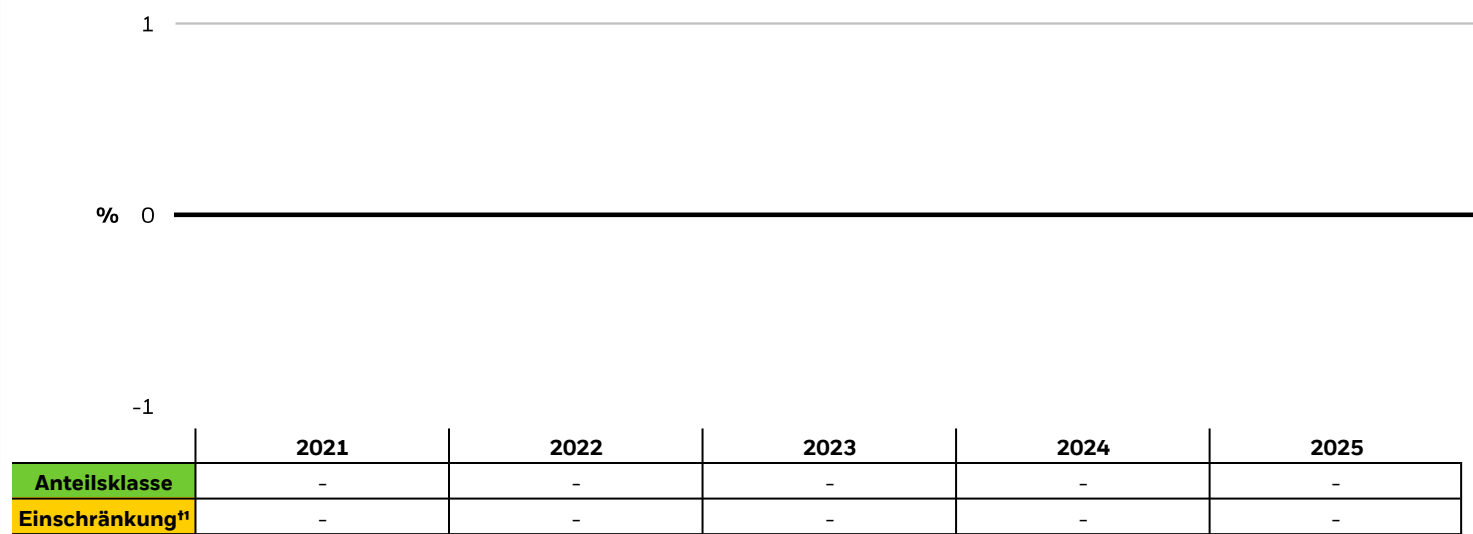 1
% 0
-1
2021 2022 2023 2024 2025
Anteilsklasse - - - - -
Einschränkung†¹ - - - - -